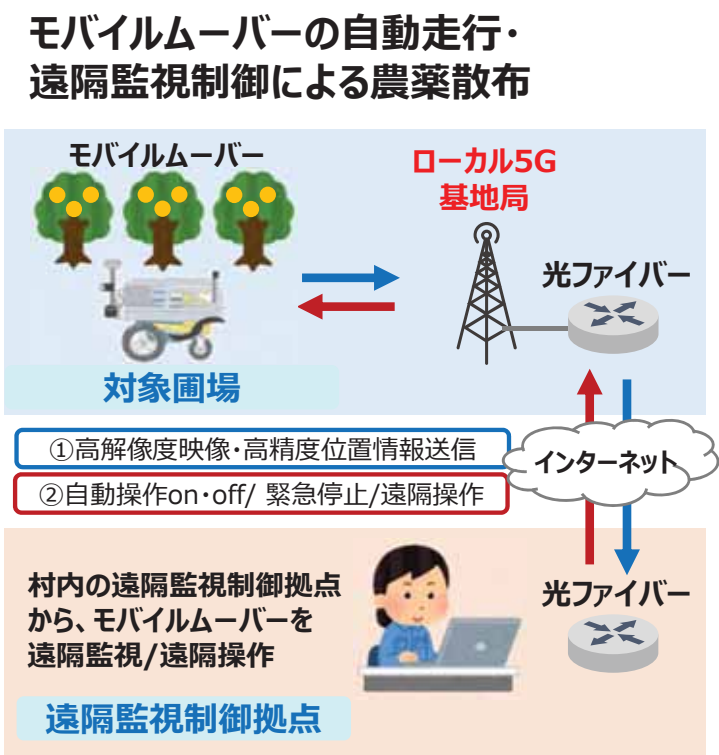 モバイルムーバーの自動走行・
遠隔監視制御による農薬散布
モバイルムーバー
ローカル5G
基地局
光ファイバー
対象圃場
①高解像度映像・高精度位置情報送信
②自動操作on・off/ 緊急停止/遠隔操作
インターネット
村内の遠隔監視制御拠点
から、モバイルムーバーを
遠隔監視/遠隔操作
光ファイバー
遠隔監視制御拠点